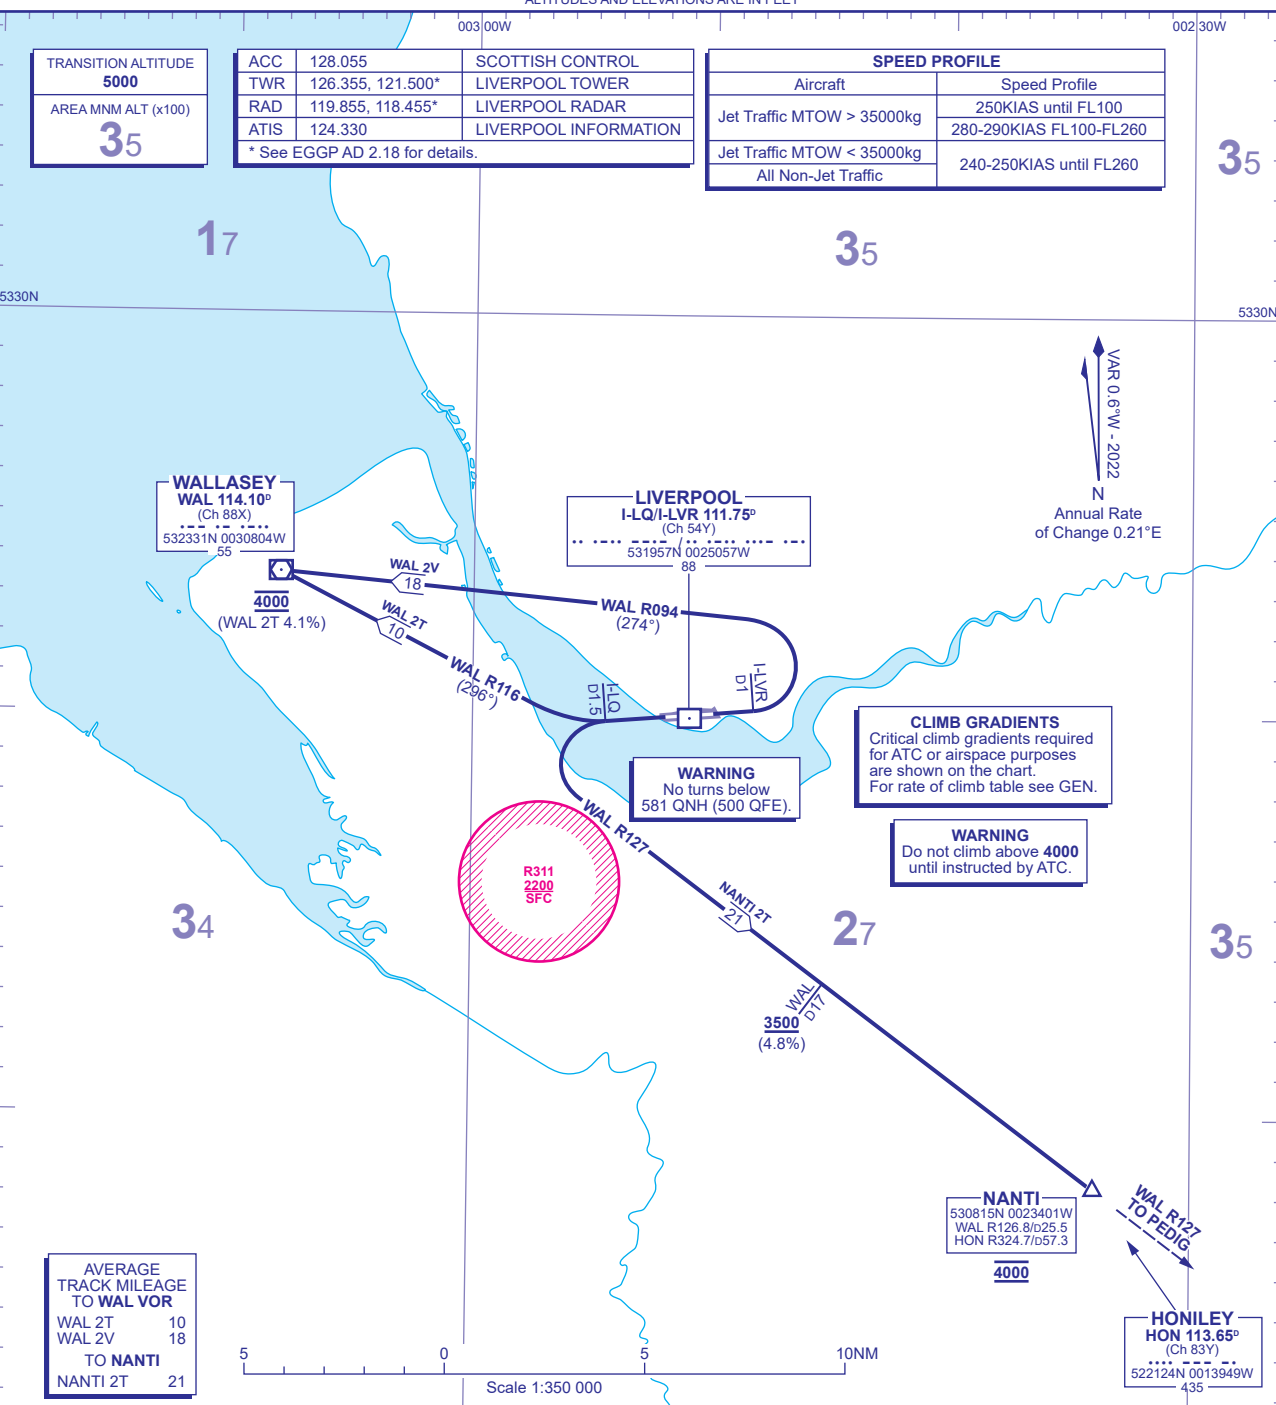 ALTITUDES AND ELEVATIONS ARE IN FEET
003 00W
002 30W
TRANSITION ALTITUDE
5000
AREA MNM ALT (x100)
35
ACC 128.055 SCOTTISH CONTROL
TWR 126.355, 121.500* LIVERPOOL TOWER
RAD 119.855, 118.455* LIVERPOOL RADAR
ATIS 124.330 LIVERPOOL INFORMATION
* See EGGP AD 2.18 for details.
SPEED PROFILE
Aircraft Speed Profile
Jet Traffic MTOW > 35000kg 250KIAS until FL100
280-290KIAS FL100-FL260
Jet Traffic MTOW < 35000kg 240-250KIAS until FL260
All Non-Jet Traffic
35
17
35
5330N
5330N
VAR 0.6°W - 2022
N
Annual Rate
of Change 0.21°E
WALLASEY
WAL 114.10D
(Ch 88X)
·–– ·– ·–··
532331N 0030804W
55
4000
(WAL 2T 4.1%)
LIVERPOOL
I-LQ/I-LVR 111.75D
(Ch 54Y)
·· ·–·· ––·– / ·· ·–·· ···– ·–·
531957N 0025057W
88
WAL 2V
18
WAL R094
(274°)
WAL 2T
10
WAL R116
(296°)
I-LQ
D1.5
I-LVR
D1
CLIMB GRADIENTS
Critical climb gradients required
for ATC or airspace purposes
are shown on the chart.
For rate of climb table see GEN.
WARNING
No turns below
581 QNH (500 QFE).
WARNING
Do not climb above 4000
until instructed by ATC.
WAL R127
R311
2200
SFC
NANTI 2T
21
34
27
35
WAL
D17
3500
(4.8%)
NANTI
530815N 0023401W
WAL R126.8/D25.5
HON R324.7/D57.3
4000
WAL R127
TO PEDIG
HONILEY
HON 113.65D
(Ch 83Y)
···· ––– –·
522124N 0013949W
435
AVERAGE
TRACK MILEAGE
TO WAL VOR
WAL 2T 10
WAL 2V 18
TO NANTI
NANTI 2T 21
5 0 5 10NM
Scale 1:350 000